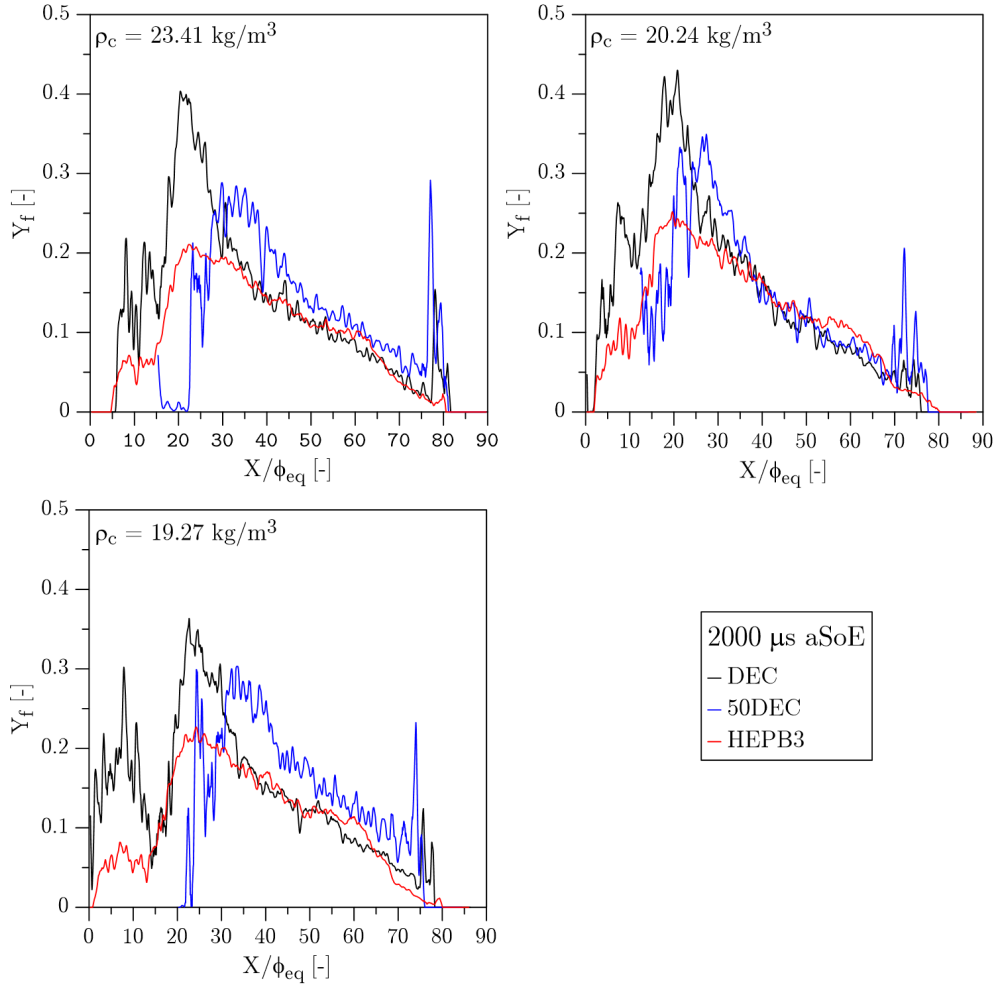 ρc = 23.41 kg/m3
0.5
0.4
0.3
0.2
0.1
0
Yf [-]
0 10 20 30 40 50 60 70 80 90
X/ϕeq [-]
ρc = 20.24 kg/m3
0.5
0.4
0.3
0.2
0.1
0
Yf [-]
0 10 20 30 40 50 60 70 80 90
X/ϕeq [-]
ρc = 19.27 kg/m3
0.5
0.4
0.3
0.2
0.1
0
Yf [-]
0 10 20 30 40 50 60 70 80 90
X/ϕeq [-]
2000 μs aSoE
DEC
50DEC
HEPB3